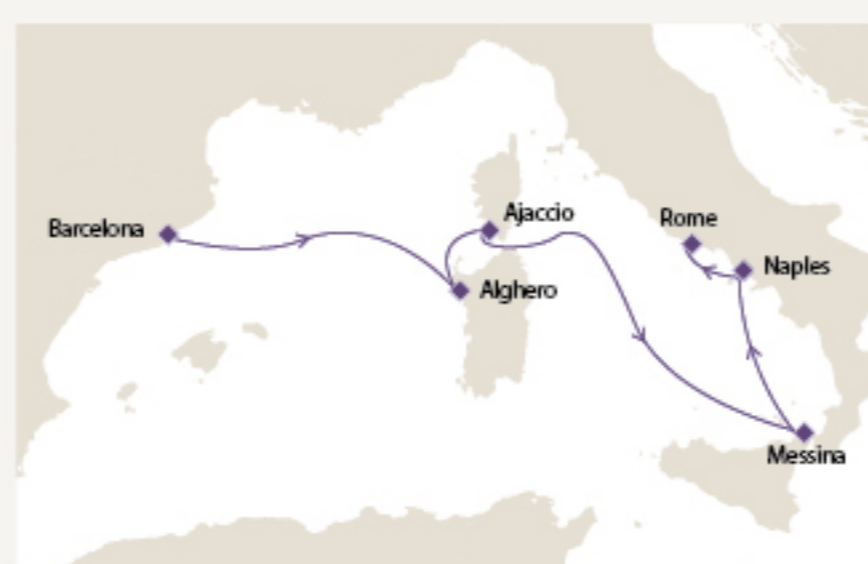 Ajaccio
Rome
Barcelona
Naples
Alghero
Messina